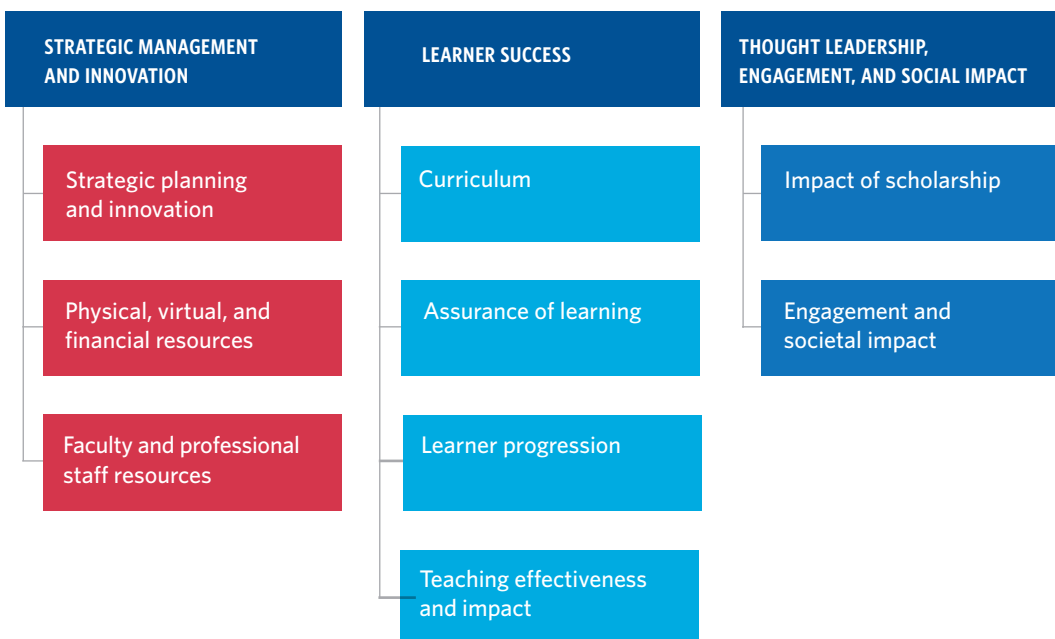 STRATEGIC MANAGEMENT
AND INNOVATION
Strategic planning
and innovation
Physical, virtual, and
financial resources
Faculty and professional
staff resources
LEARNER SUCCESS
Curriculum
Assurance of learning
Learner progression
Teaching effectiveness
and impact
THOUGHT LEADERSHIP,
ENGAGEMENT, AND SOCIAL IMPACT
Impact of scholarship
Engagement and
societal impact